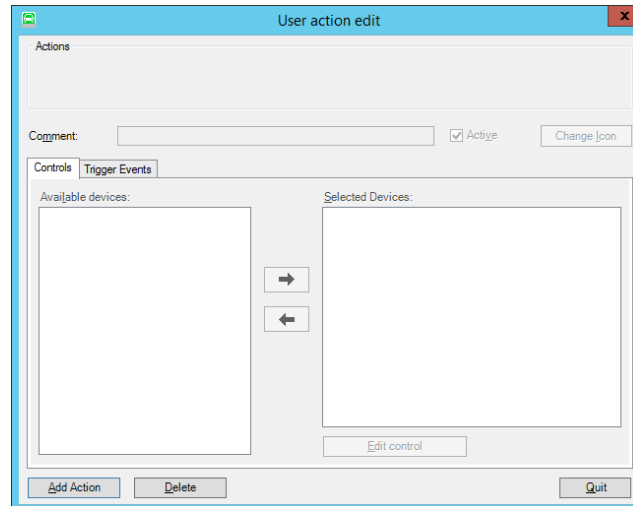 User action edit
x
Actions
Comment:
Active
Change Icon
Controls
Trigger Events
Available devices:
Selected Devices:
Edit control
Add Action
Delete
Quit